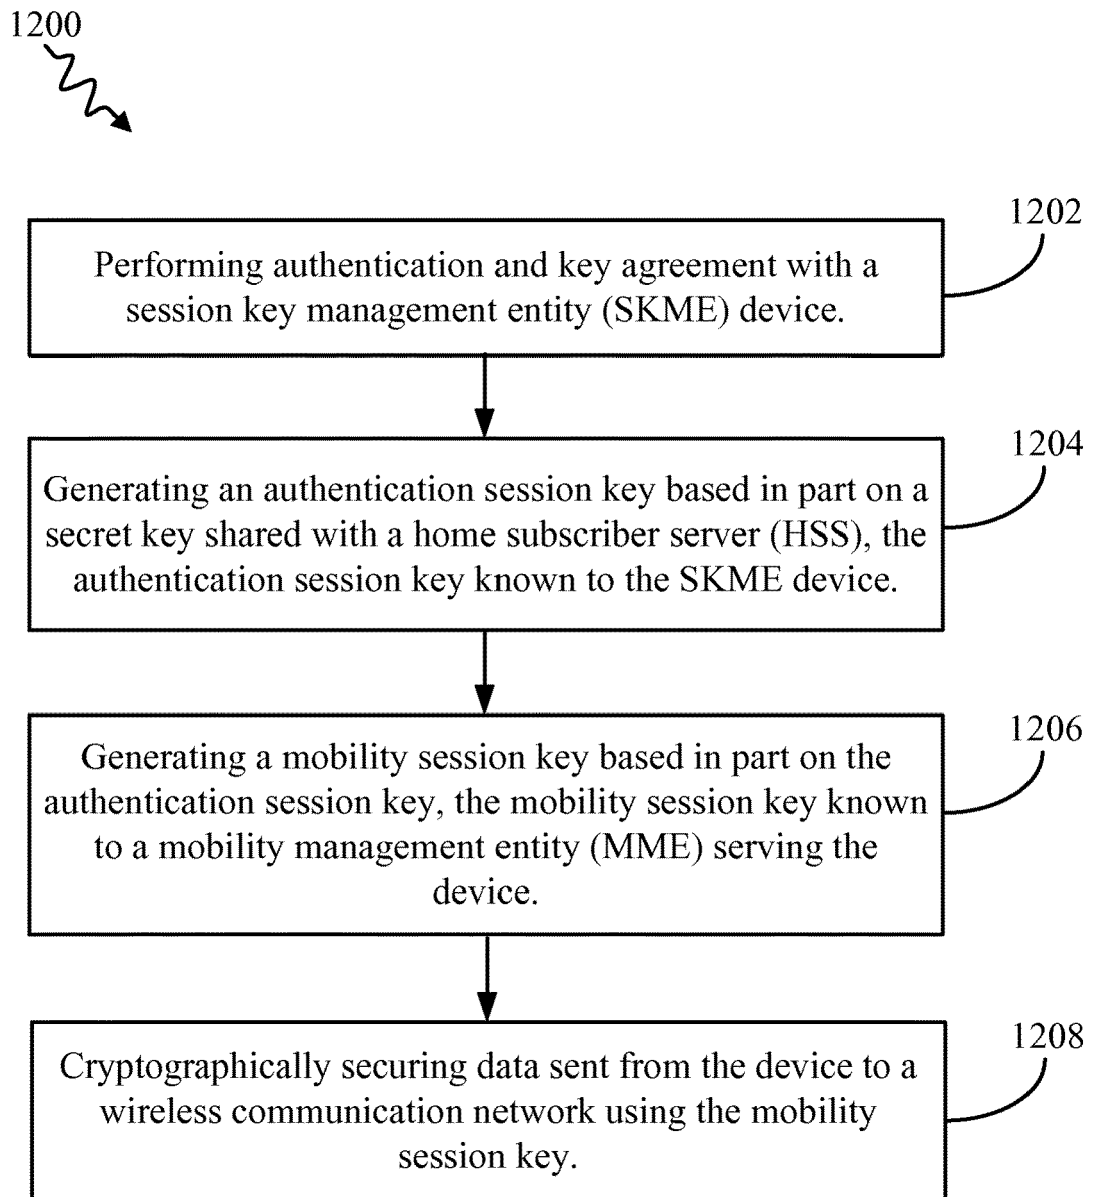 1200
1202
Performing authentication and key agreement with a
session key management entity (SKME) device.
1204
Generating an authentication session key based in part on a
secret key shared with a home subscriber server (HSS), the
authentication session key known to the SKME device.
1206
Generating a mobility session key based in part on the
authentication session key, the mobility session key known
to a mobility management entity (MME) serving the
device.
1208
Cryptographically securing data sent from the device to a
wireless communication network using the mobility
session key.